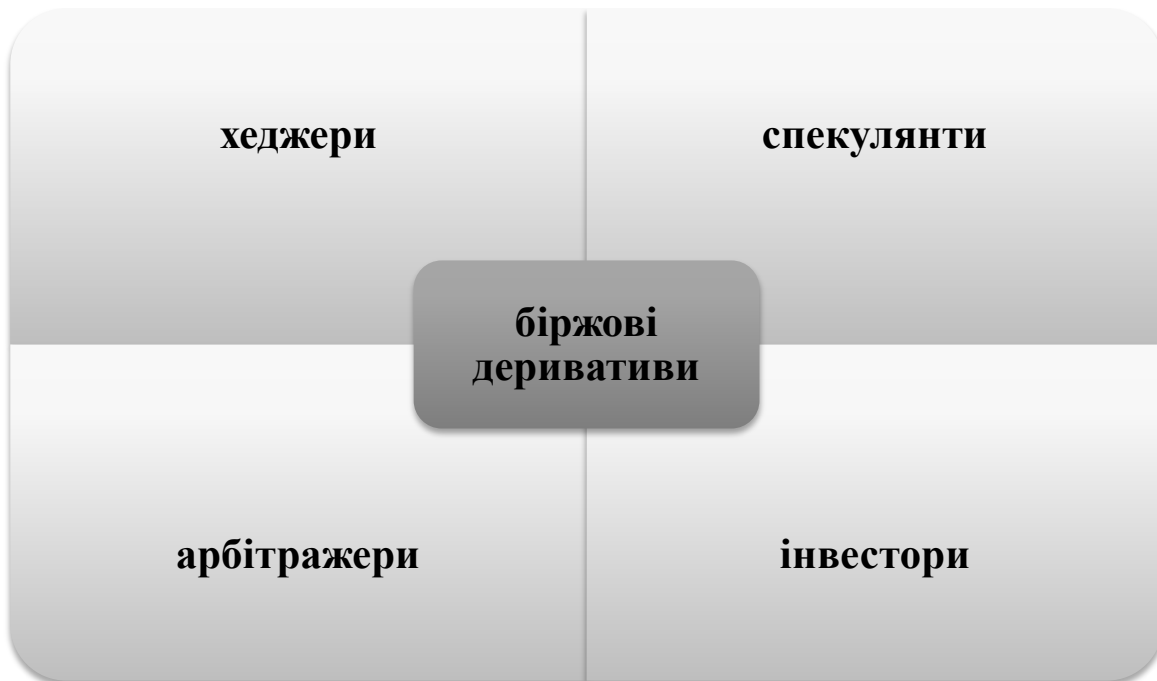 хеджери
спекулянти
біржові
деривативи
арбітражери
інвестори